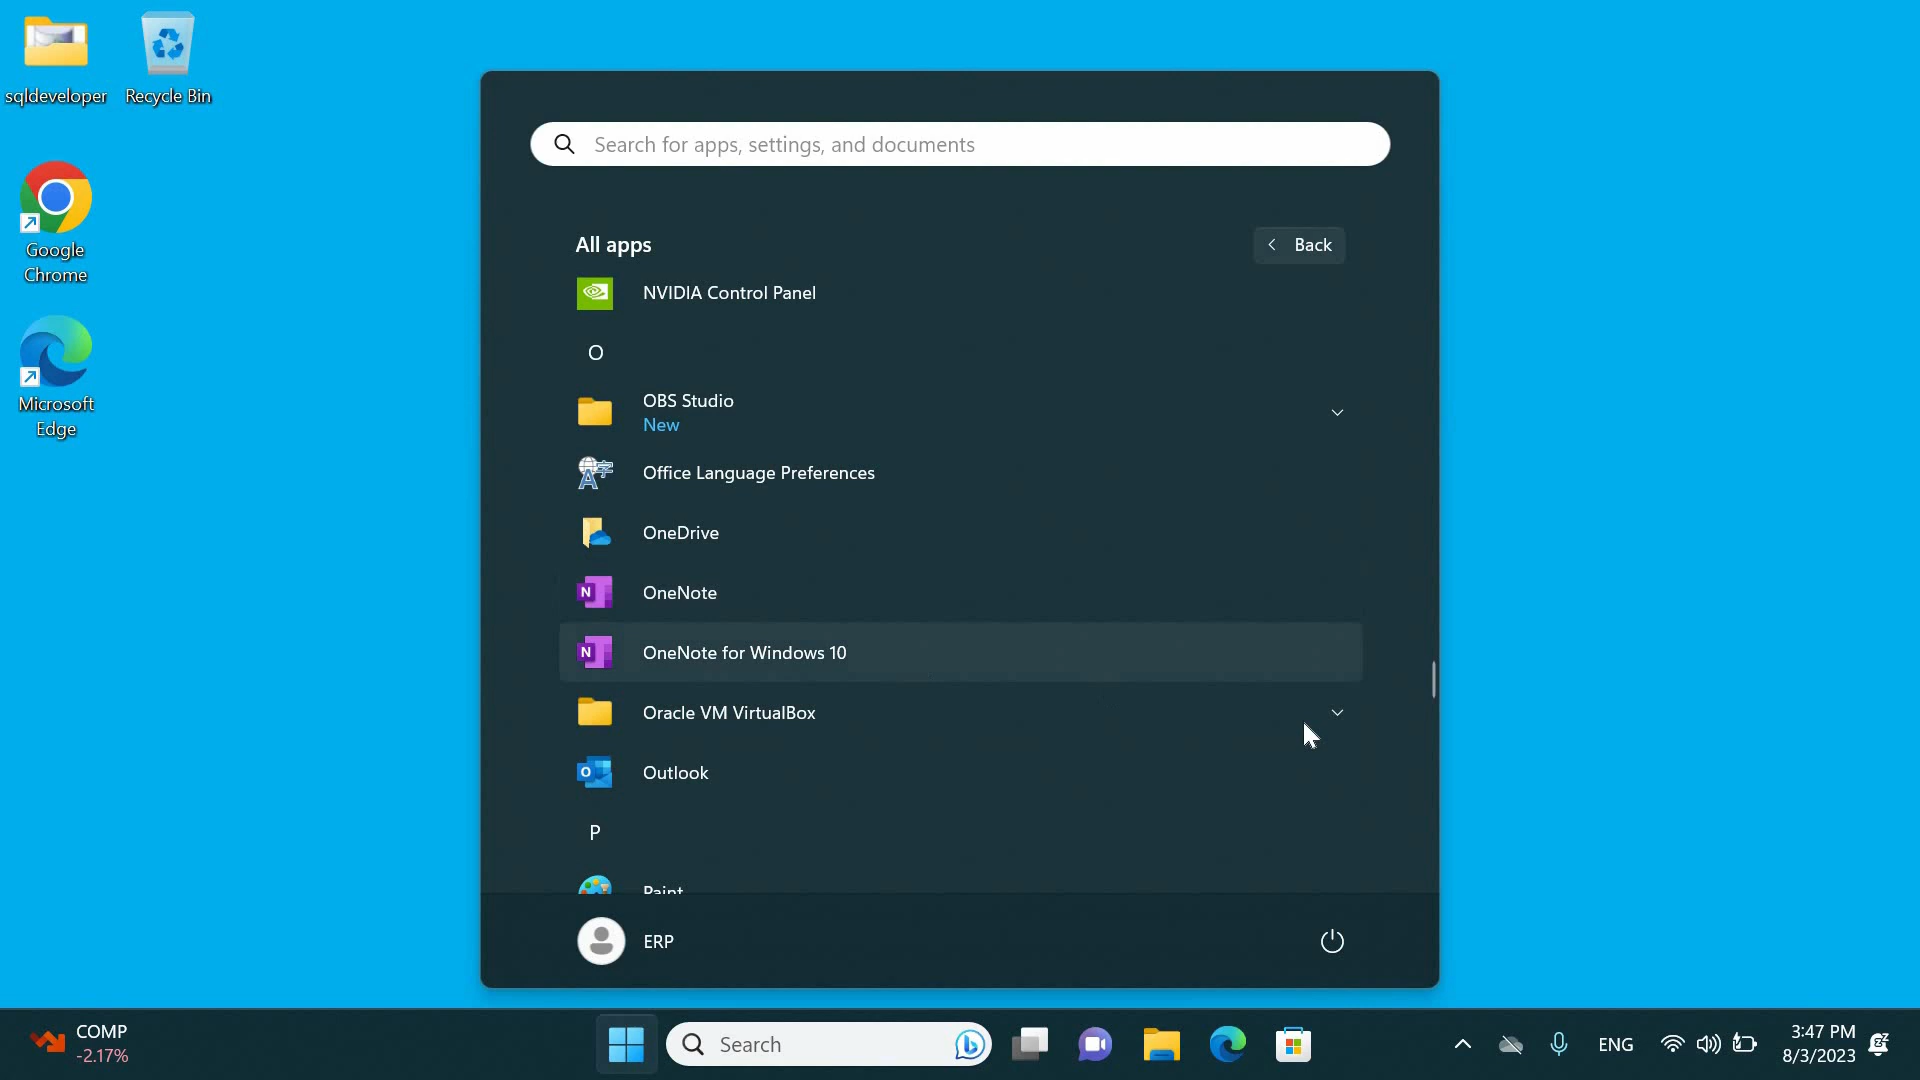 sqldeveloper
Recycle Bin
Google
Chrome
Microsoft
Edge
Search for apps, settings, and documents
All apps
Back
NVIDIA Control Panel
O
OBS Studio
New
Office Language Preferences
OneDrive
N
OneNote
N
OneNote for Windows 10
Oracle VM VirtualBox
O
Outlook
P
Paint
ERP
COMP
-2.17%
Search
ENG
3:47 PM
8/3/2023